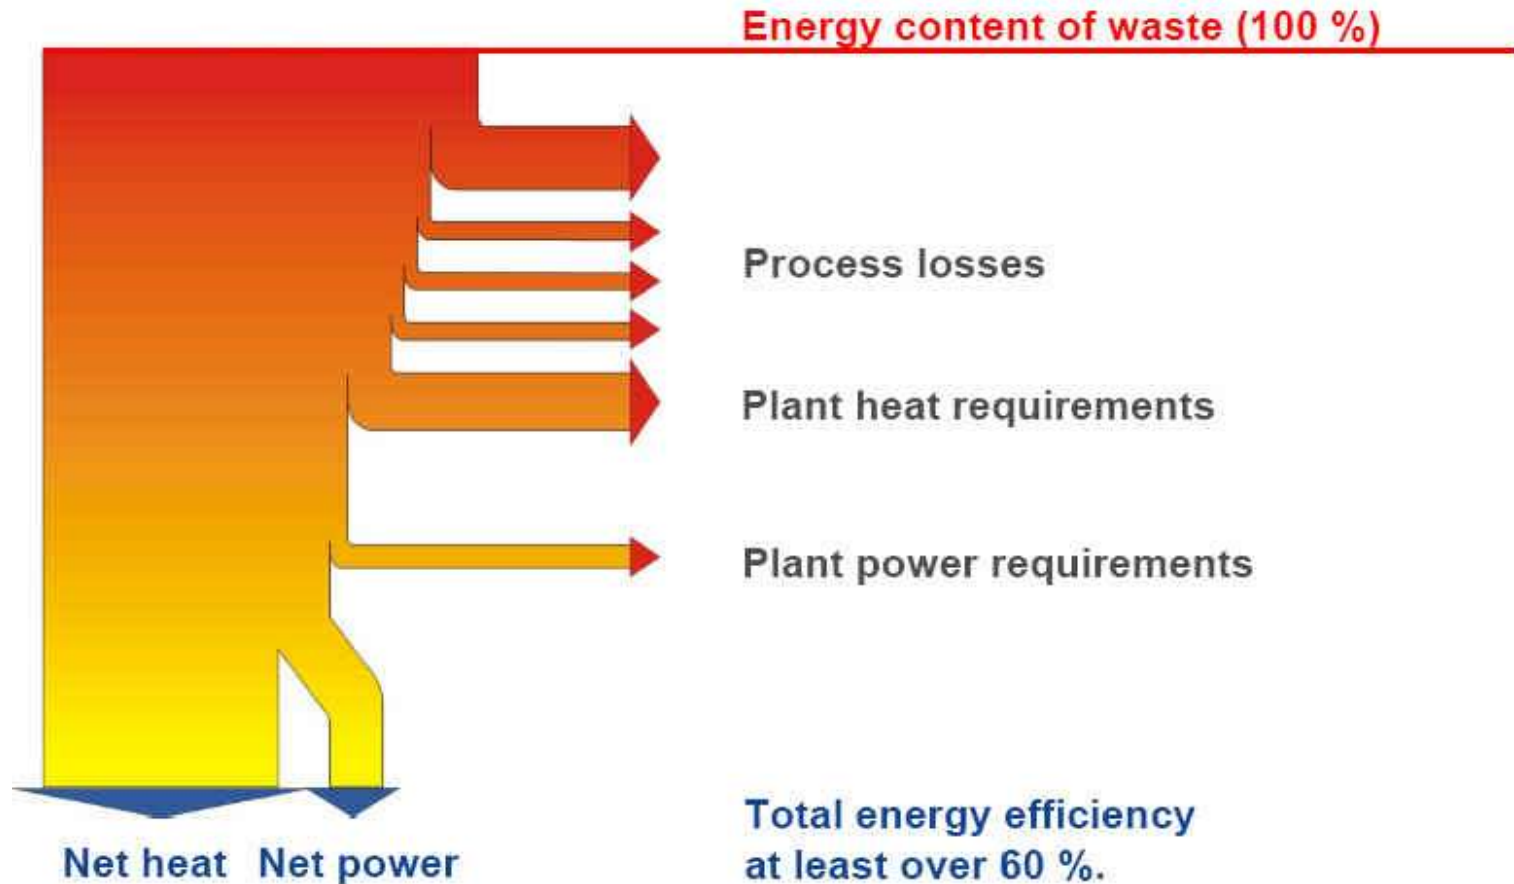 Energy content of waste (100 %)
Process losses
Plant heat requirements
Plant power requirements
Total energy efficiency
at least over 60 %.
Net heat
Net power